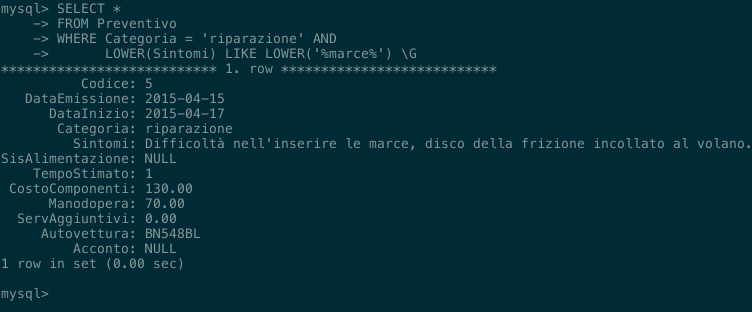 mysql> SELECT *
    -> FROM Preventivo
    -> WHERE Categoria = 'riparazione' AND
    ->       LOWER(Sintomi) LIKE LOWER('%marce%') \G
*************************** 1. row ***************************
          Codice: 5
   DataEmissione: 2015-04-15
      DataInizio: 2015-04-17
       Categoria: riparazione
         Sintomi: Difficoltà nell'inserire le marce, disco della frizione incollato al volano.
SisAlimentazione: NULL
    TempoStimato: 1
 CostoComponenti: 130.00
      Manodopera: 70.00
  ServAggiuntivi: 0.00
     Autovettura: BN548BL
         Acconto: NULL
1 row in set (0.00 sec)
mysql>